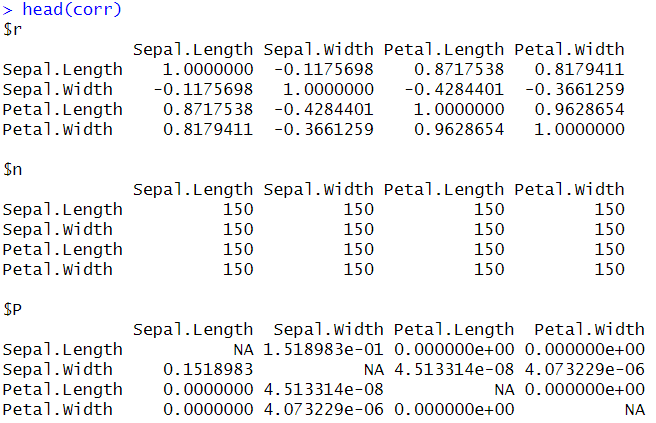 > head(corr)
$r
             Sepal.Length Sepal.Width Petal.Length Petal.Width
Sepal.Length    1.0000000  -0.1175698    0.8717538   0.8179411
Sepal.Width    -0.1175698   1.0000000   -0.4284401  -0.3661259
Petal.Length    0.8717538  -0.4284401    1.0000000   0.9628654
Petal.Width     0.8179411  -0.3661259    0.9628654   1.0000000

$n
             Sepal.Length Sepal.Width Petal.Length Petal.Width
Sepal.Length          150         150          150         150
Sepal.Width           150         150          150         150
Petal.Length          150         150          150         150
Petal.Width           150         150          150         150

$P
             Sepal.Length  Sepal.Width Petal.Length  Petal.Width
Sepal.Length           NA 1.518983e-01 0.000000e+00 0.000000e+00
Sepal.Width     0.1518983           NA 4.513314e-08 4.073229e-06
Petal.Length    0.0000000 4.513314e-08           NA 0.000000e+00
Petal.Width     0.0000000 4.073229e-06 0.000000e+00           NA